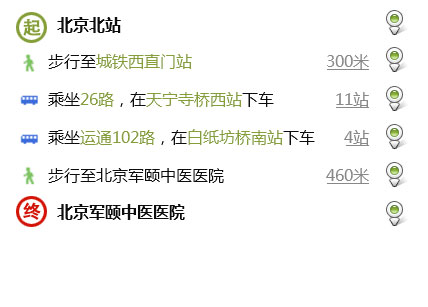 起 北京北站
步行至城铁西直门站 300米
乘坐26路，在天宁寺桥西站下车 11站
乘坐运通102路，在白纸坊桥南站下车 4站
步行至北京军颐中医医院 460米
终 北京军颐中医医院